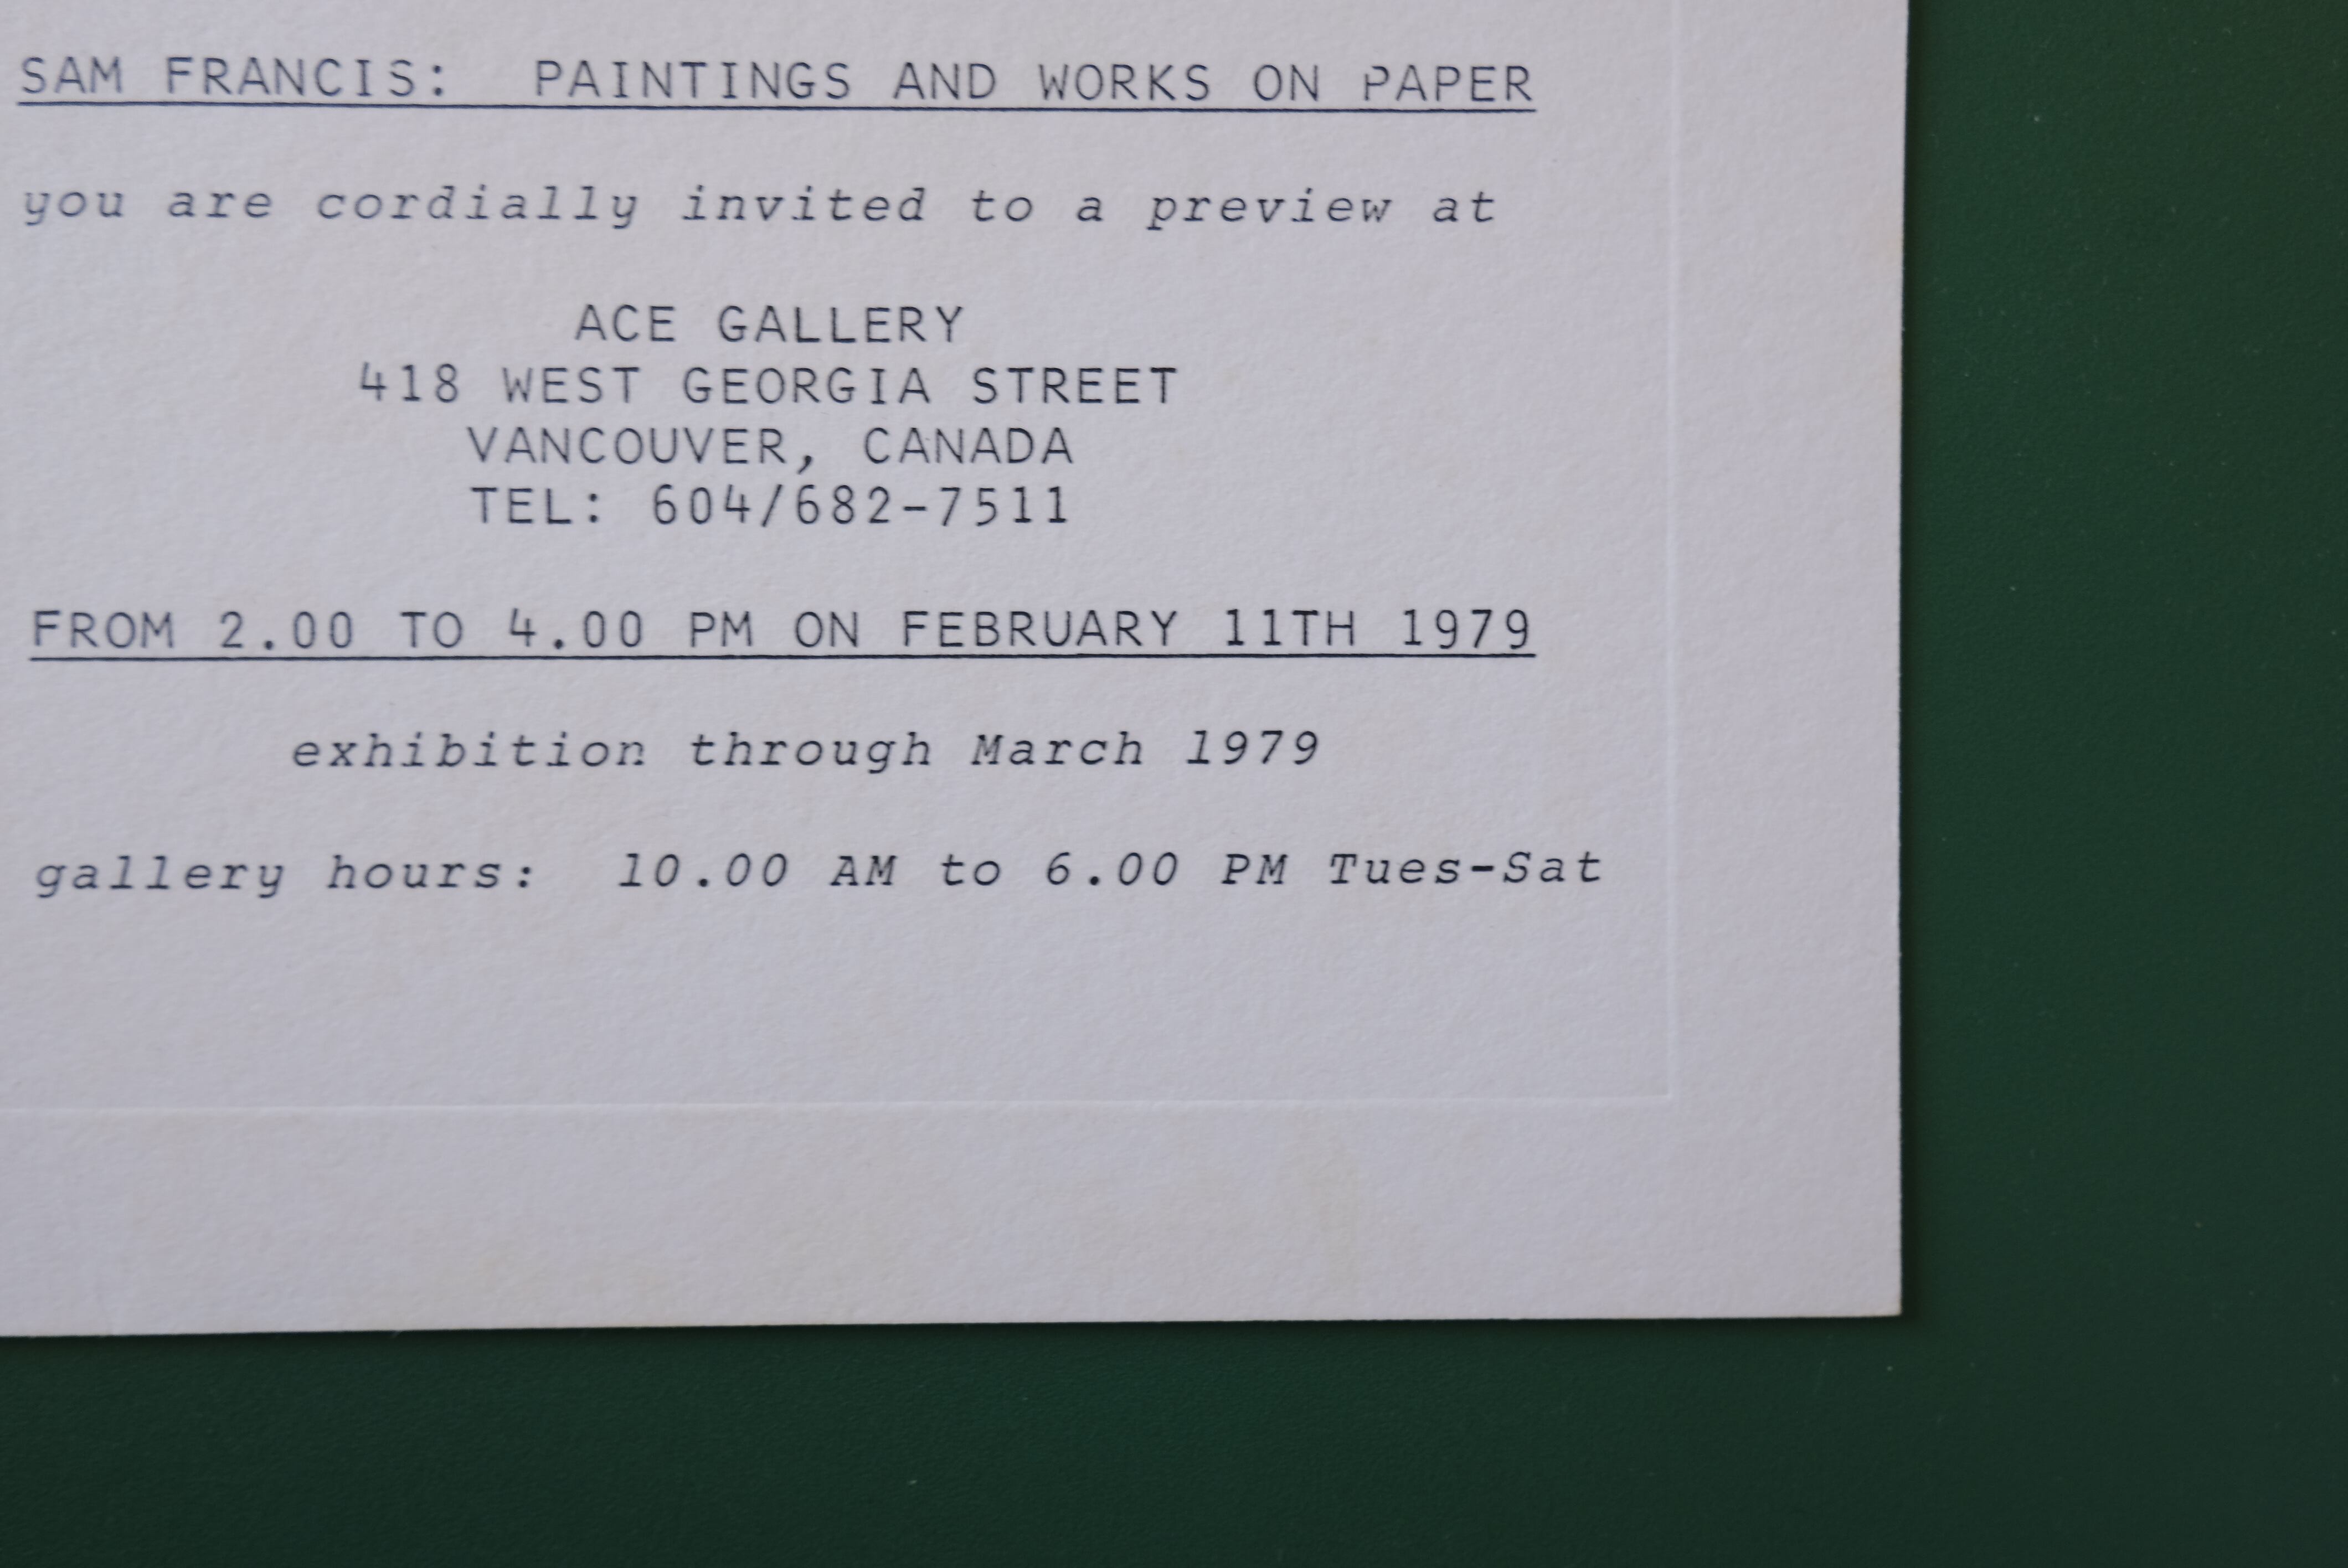 SAM FRANCIS:  PAINTINGS AND WORKS ON PAPER
you are cordially invited to a preview at
ACE GALLERY
418 WEST GEORGIA STREET
VANCOUVER, CANADA
TEL: 604/682-7511
FROM 2.00 TO 4.00 PM ON FEBRUARY 11TH 1979
exhibition through March 1979
gallery hours:  10.00 AM to 6.00 PM Tues-Sat